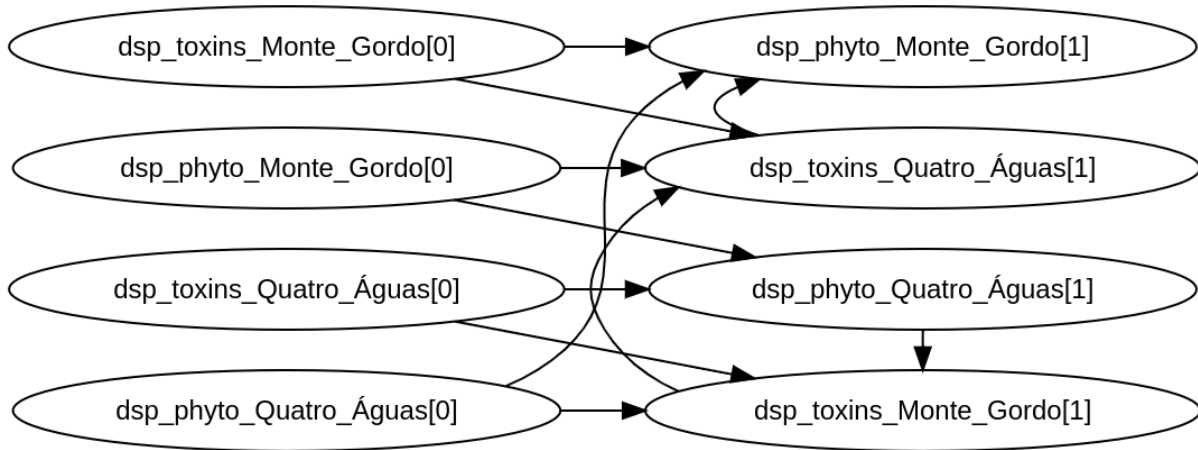 dsp_toxins_Monte_Gordo[0]
dsp_phyto_Monte_Gordo[1]
dsp_phyto_Monte_Gordo[0]
dsp_toxins_Quatro_Águas[1]
dsp_toxins_Quatro_Águas[0]
dsp_phyto_Quatro_Águas[1]
dsp_phyto_Quatro_Águas[0]
dsp_toxins_Monte_Gordo[1]